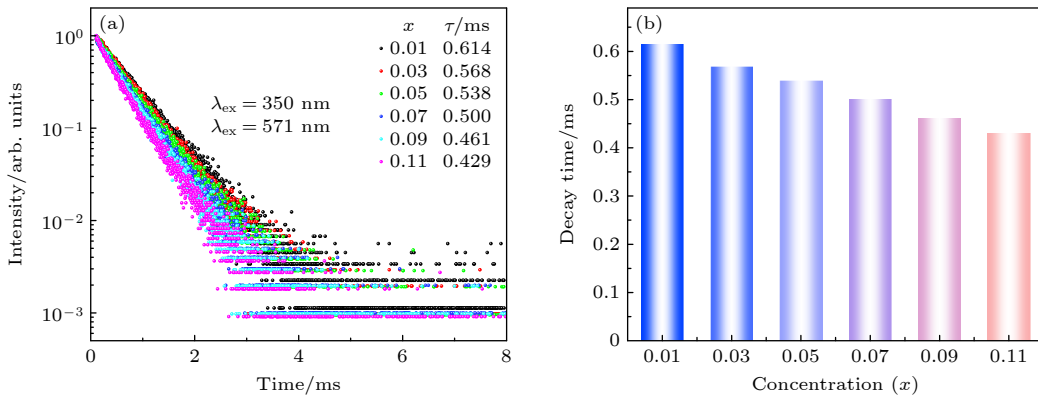 (a)
x τ/ms
0.01 0.614
0.03 0.568
0.05 0.538
0.07 0.500
0.09 0.461
0.11 0.429
λex = 350 nm
λex = 571 nm
10⁰
10⁻¹
10⁻²
10⁻³
Intensity/arb. units
0 2 4 6 8
Time/ms
(b)
0.6
0.5
0.4
0.3
0.2
0.1
0
Decay time/ms
0.01 0.03 0.05 0.07 0.09 0.11
Concentration (x)